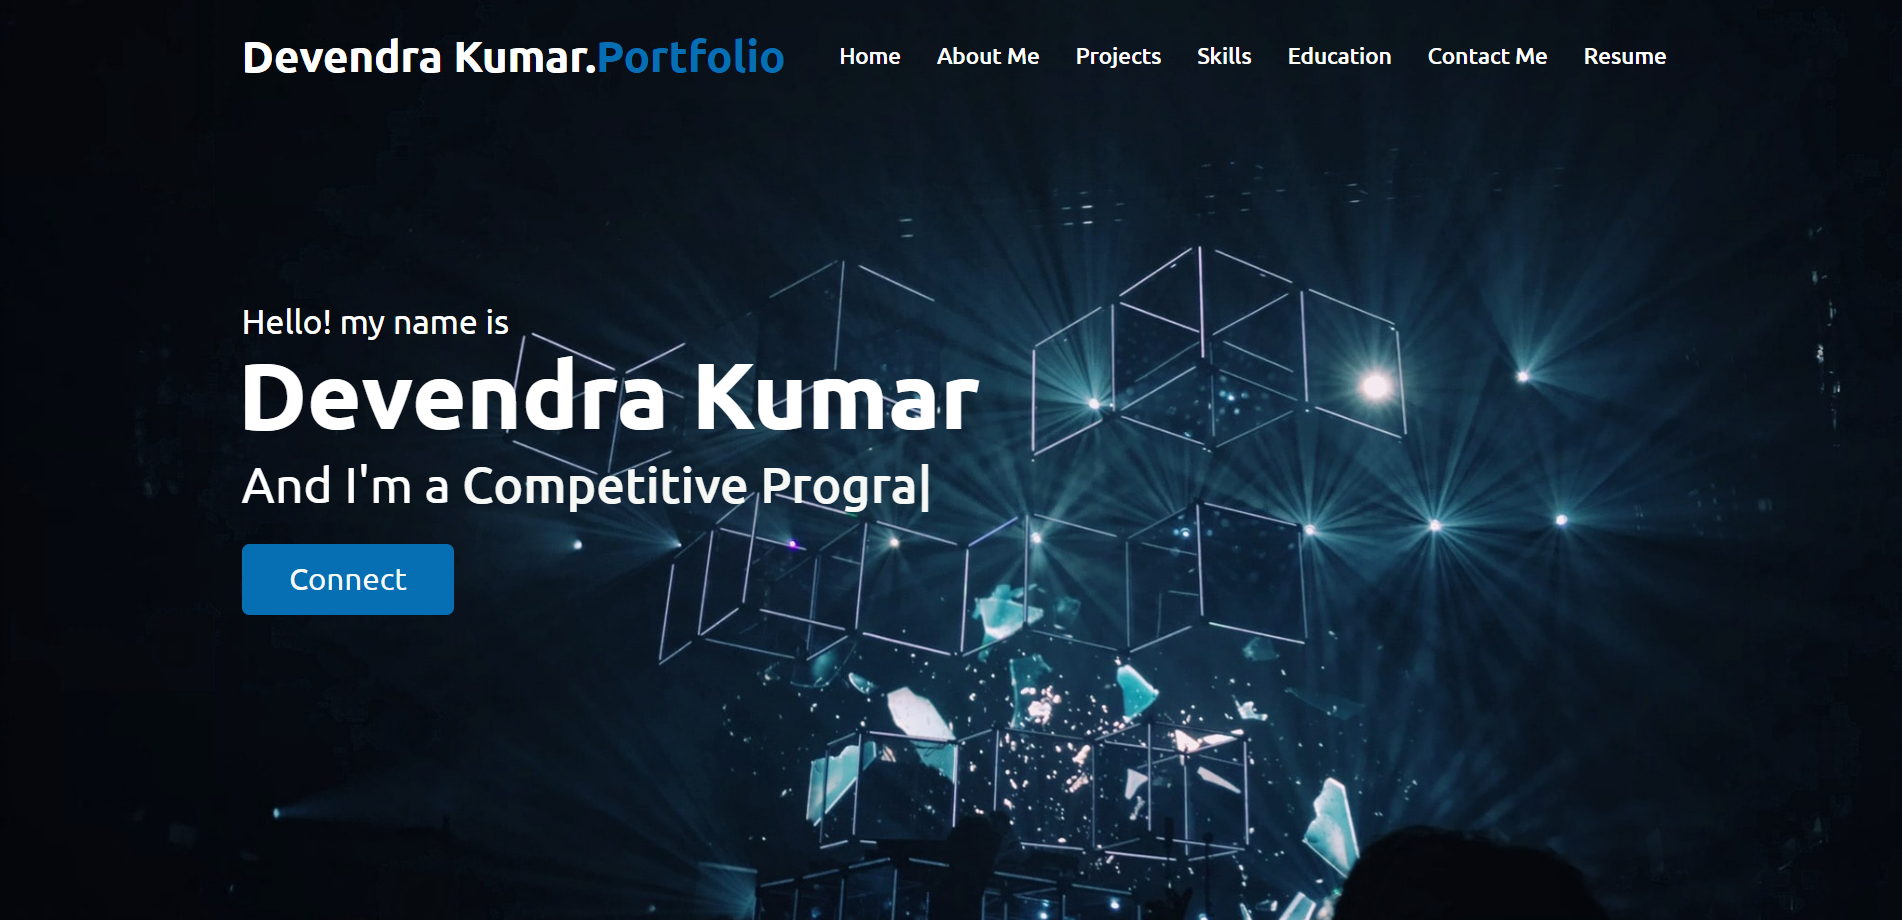 Devendra Kumar.Portfolio Home About Me Projects Skills Education Contact Me Resume
Hello! my name is
Devendra Kumar
And I'm a Competitive Progra|
Connect